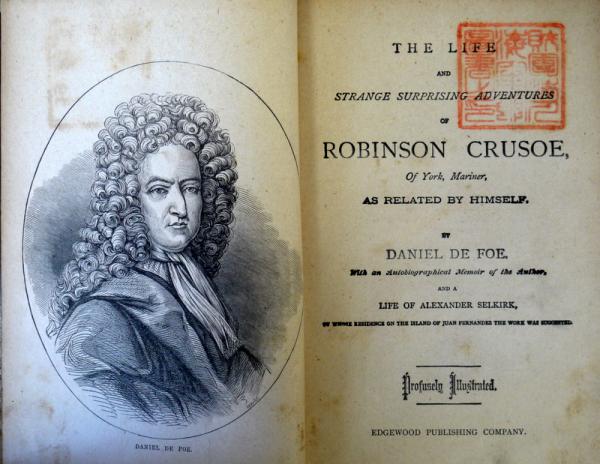 DANIEL DE FOE.
THE LIFE
AND
STRANGE SURPRISING ADVENTURES
OF
ROBINSON CRUSOE,
Of York, Mariner,
AS RELATED BY HIMSELF.
BY
DANIEL DE FOE.
With an Autobiographical Memoir of the Author,
AND A
LIFE OF ALEXANDER SELKIRK,
BY WHOSE RESIDENCE ON THE ISLAND OF JUAN FERNANDEZ THE WORK WAS SUGGESTED.
Profusely Illustrated.
EDGEWOOD PUBLISHING COMPANY.